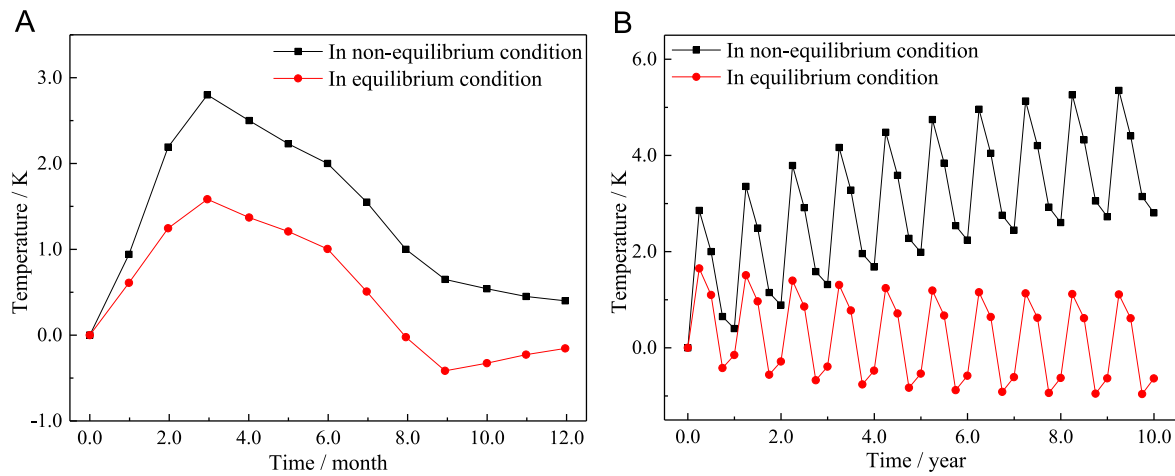 A
In non-equilibrium condition
In equilibrium condition
3.0
2.0
1.0
0.0
-1.0
Temperature / K
0.0
2.0
4.0
6.0
8.0
10.0
12.0
Time / month
B
In non-equilibrium condition
In equilibrium condition
6.0
4.0
2.0
0.0
Temperature / K
0.0
2.0
4.0
6.0
8.0
10.0
Time / year